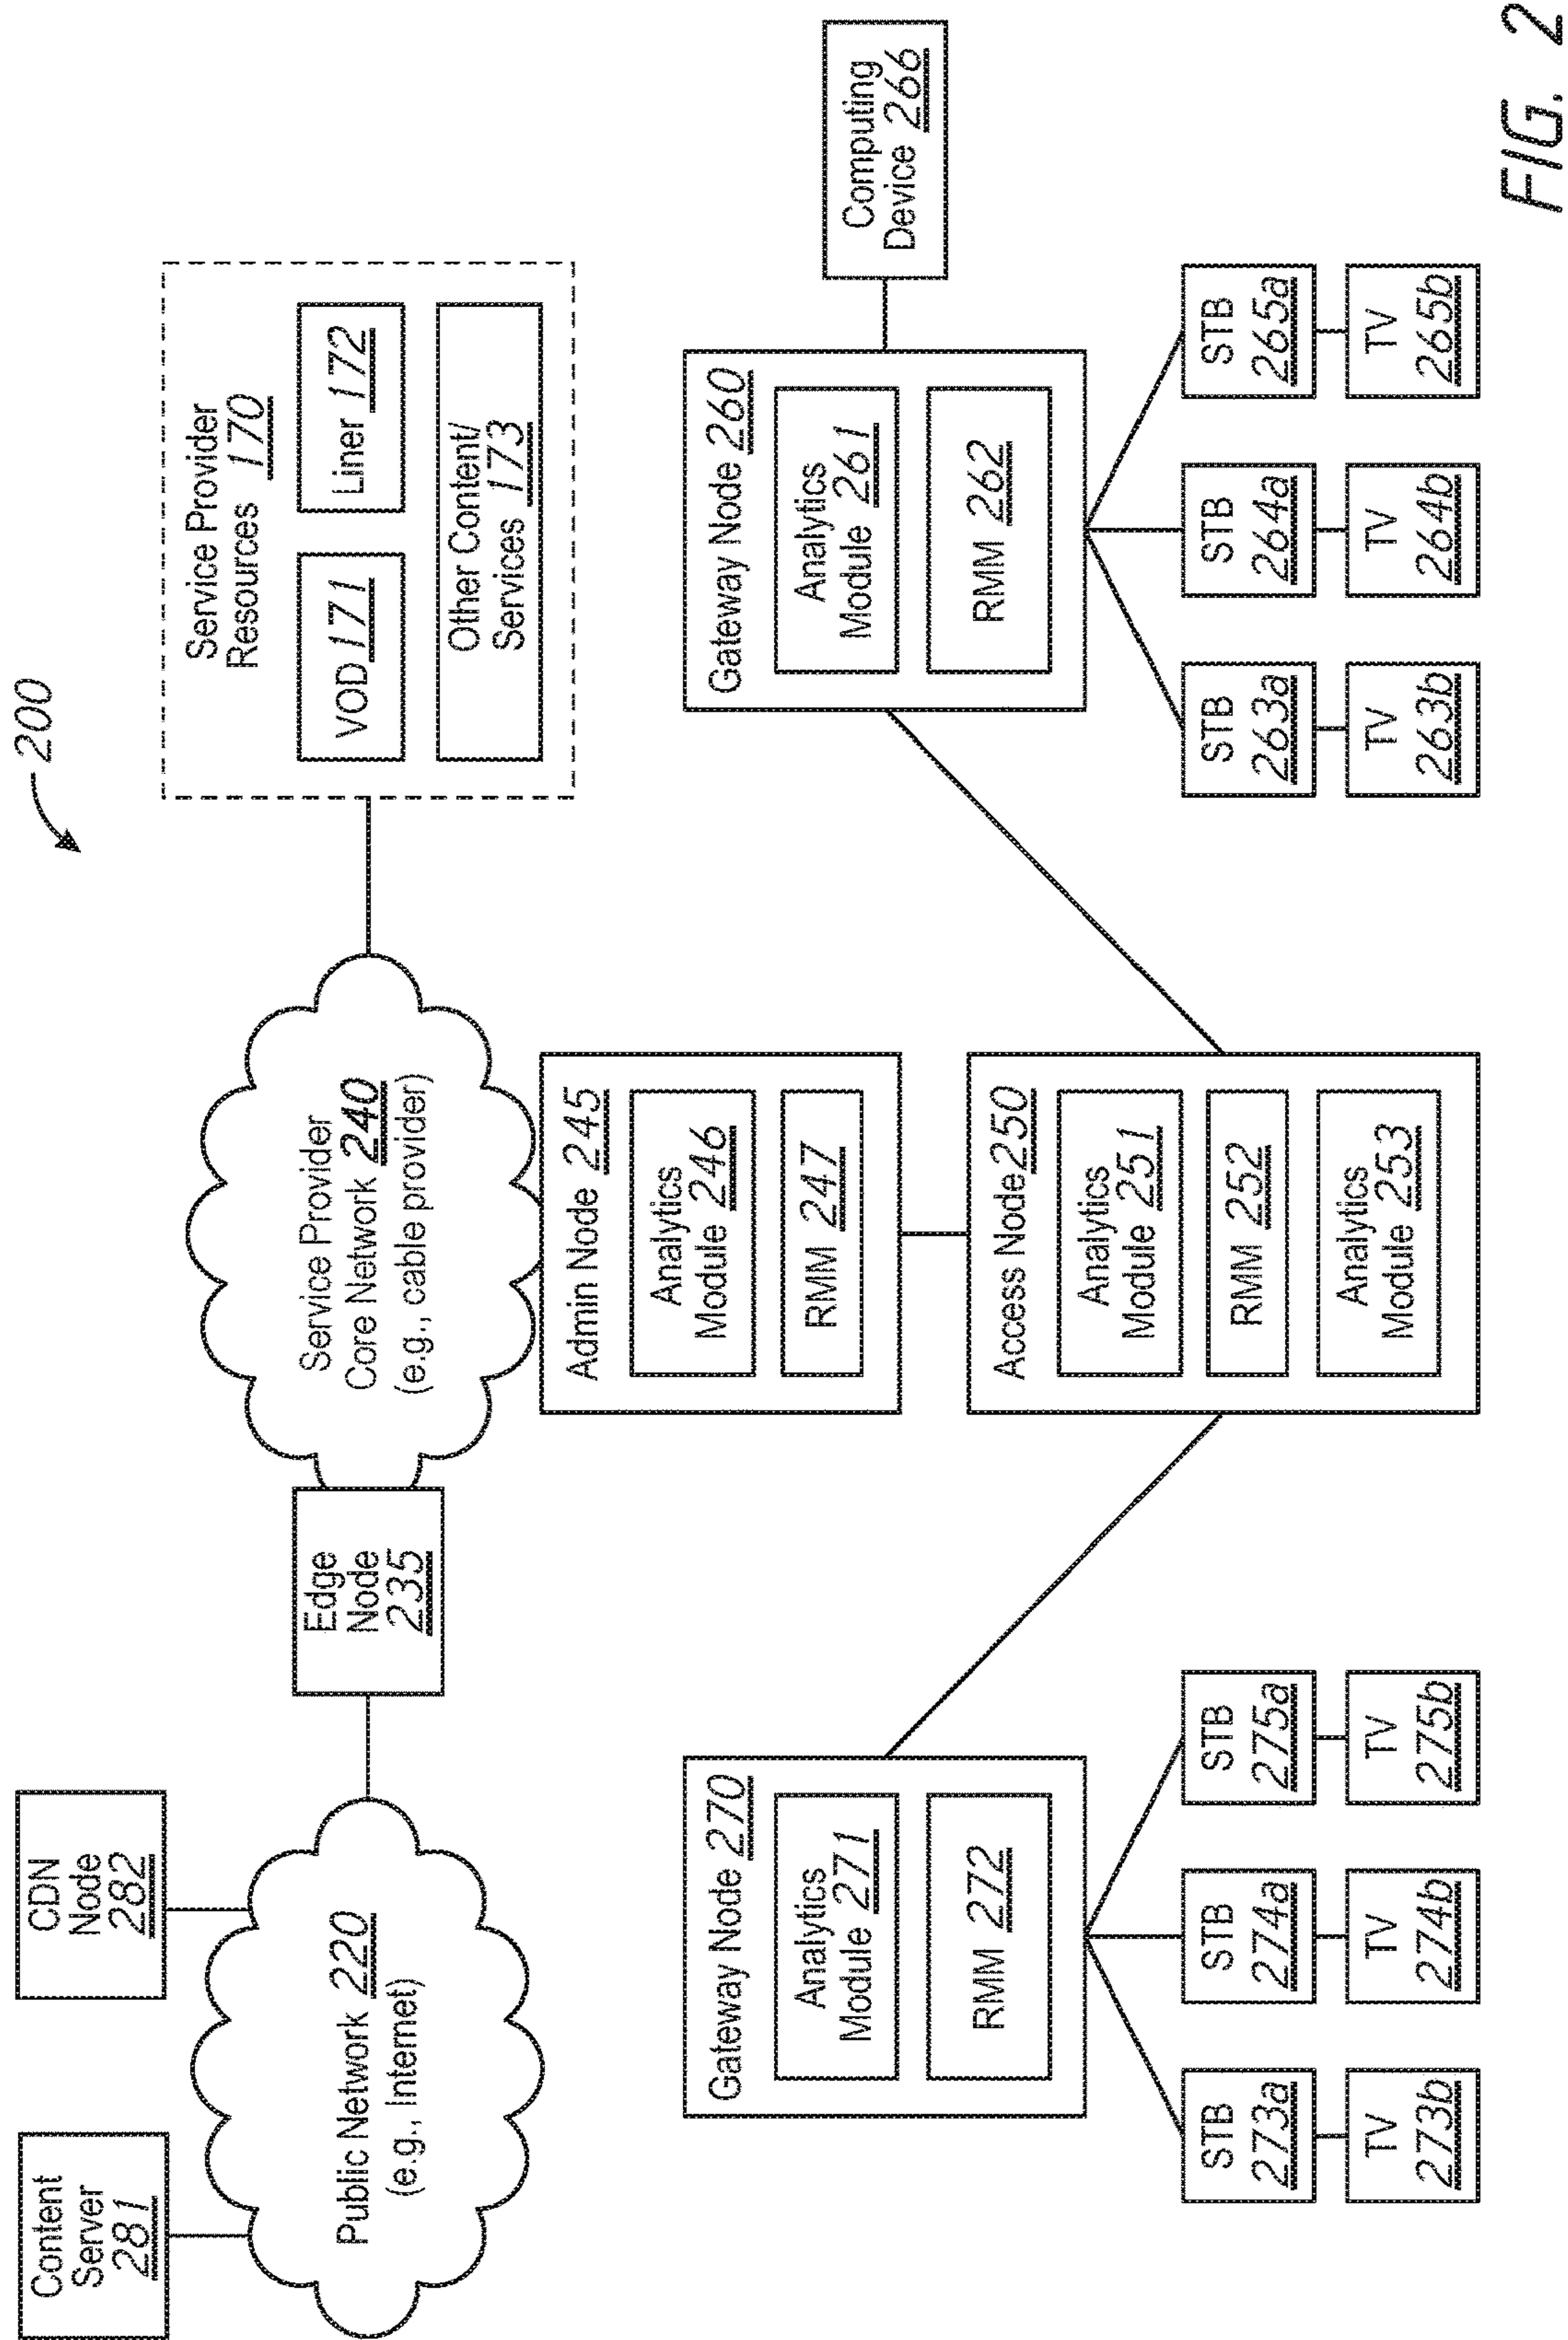 200
Content
Server
281
CDN
Node
282
Public Network 220
(e.g., Internet)
Edge
Node
235
Service Provider
Core Network 240
(e.g., cable provider)
Service Provider
Resources 170
VOD 171
Liner 172
Other Content/
Services 173
Admin Node 245
Analytics
Module 246
RMM 247
Access Node 250
Analytics
Module 251
RMM 252
Analytics
Module 253
Gateway Node 270
Analytics
Module 271
RMM 272
STB
273a
TV
273b
STB
274a
TV
274b
STB
275a
TV
275b
Gateway Node 260
Analytics
Module 261
RMM 262
Computing
Device 266
STB
263a
TV
263b
STB
264a
TV
264b
STB
265a
TV
265b
FIG. 2